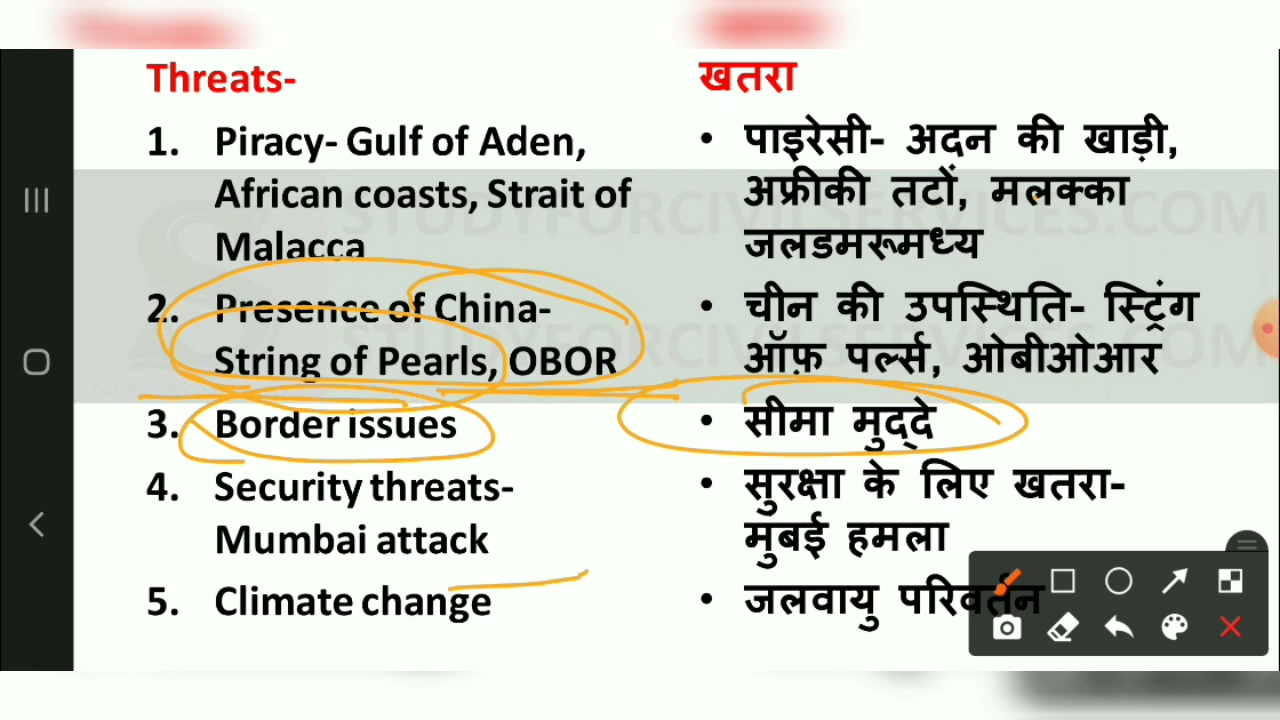 Threats-
1. Piracy- Gulf of Aden,
African coasts, Strait of
Malacca
2. Presence of China-
String of Pearls, OBOR
3. Border issues
4. Security threats-
Mumbai attack
5. Climate change
खतरा
• पाइरेसी- अदन की खाड़ी,
अफ्रीकी तटों, मलक्का
जलडमरूमध्य
• चीन की उपस्थिति- स्ट्रिंग
ऑफ़ पर्ल्स, ओबीओआर
• सीमा मुद्दे
• सुरक्षा के लिए खतरा-
मुंबई हमला
• जलवायु परिवर्तन
STUDYFORCIVILSERVICES.COM